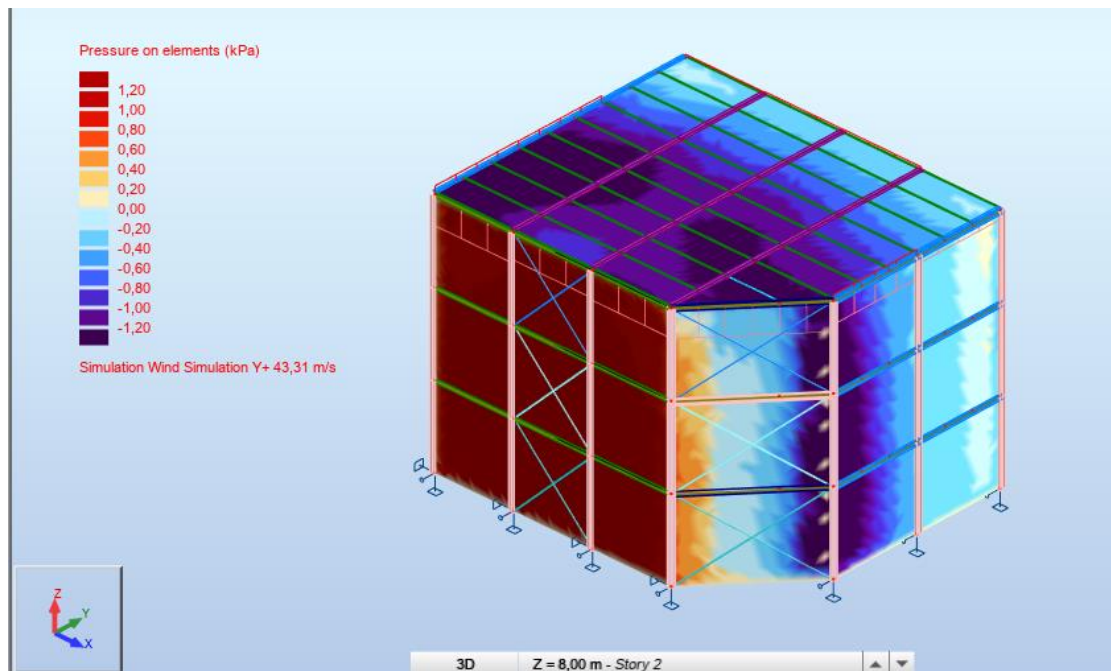 Pressure on elements (kPa)
1,20
1,00
0,80
0,60
0,40
0,20
0,00
-0,20
-0,40
-0,60
-0,80
-1,00
-1,20
Simulation Wind Simulation Y+ 43,31 m/s
Z
Y
X
3D Z = 8,00 m - Story 2